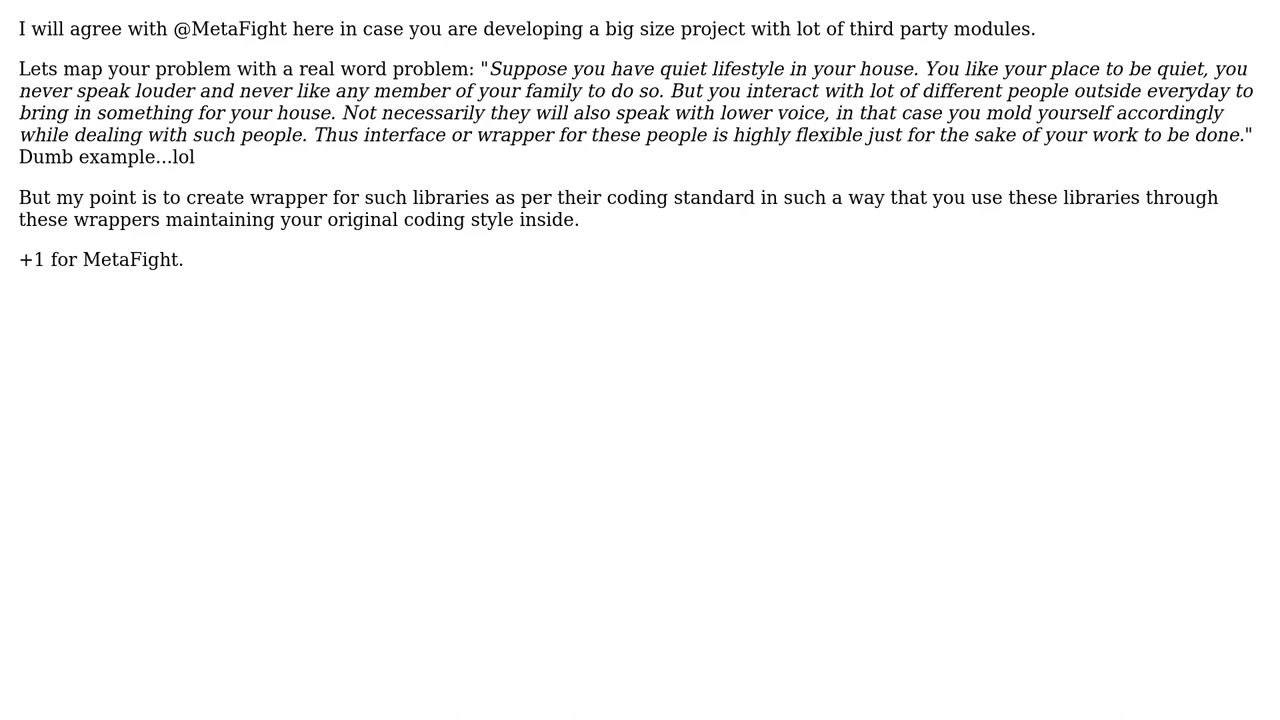 I will agree with @MetaFight here in case you are developing a big size project with lot of third party modules.
Lets map your problem with a real word problem: "Suppose you have quiet lifestyle in your house. You like your place to be quiet, you
never speak louder and never like any member of your family to do so. But you interact with lot of different people outside everyday to
bring in something for your house. Not necessarily they will also speak with lower voice, in that case you mold yourself accordingly
while dealing with such people. Thus interface or wrapper for these people is highly flexible just for the sake of your work to be done."
Dumb example...lol
But my point is to create wrapper for such libraries as per their coding standard in such a way that you use these libraries through
these wrappers maintaining your original coding style inside.
+1 for MetaFight.